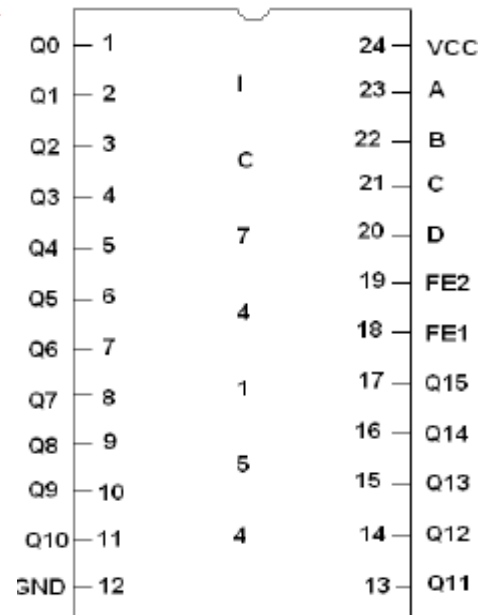 Q0 1 24 VCC
I
Q1 2 23 A
Q2 3 22 B
C
Q3 4 21 C
7
Q4 5 20 D
Q5 6 19 FE2
4
Q6 7 18 FE1
Q7 8 1 17 Q15
Q8 9 16 Q14
5
Q9 10 15 Q13
Q10 11 4 14 Q12
GND 12 13 Q11